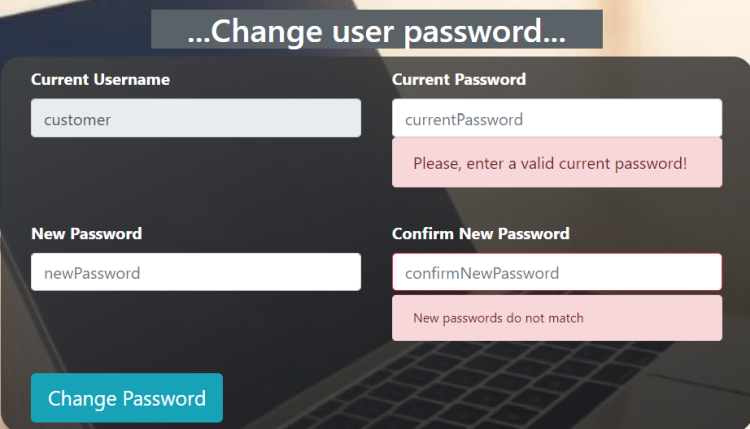 ...Change user password...
Current Username
Current Password
customer
currentPassword
Please, enter a valid current password!
New Password
Confirm New Password
newPassword
confirmNewPassword
New passwords do not match
Change Password